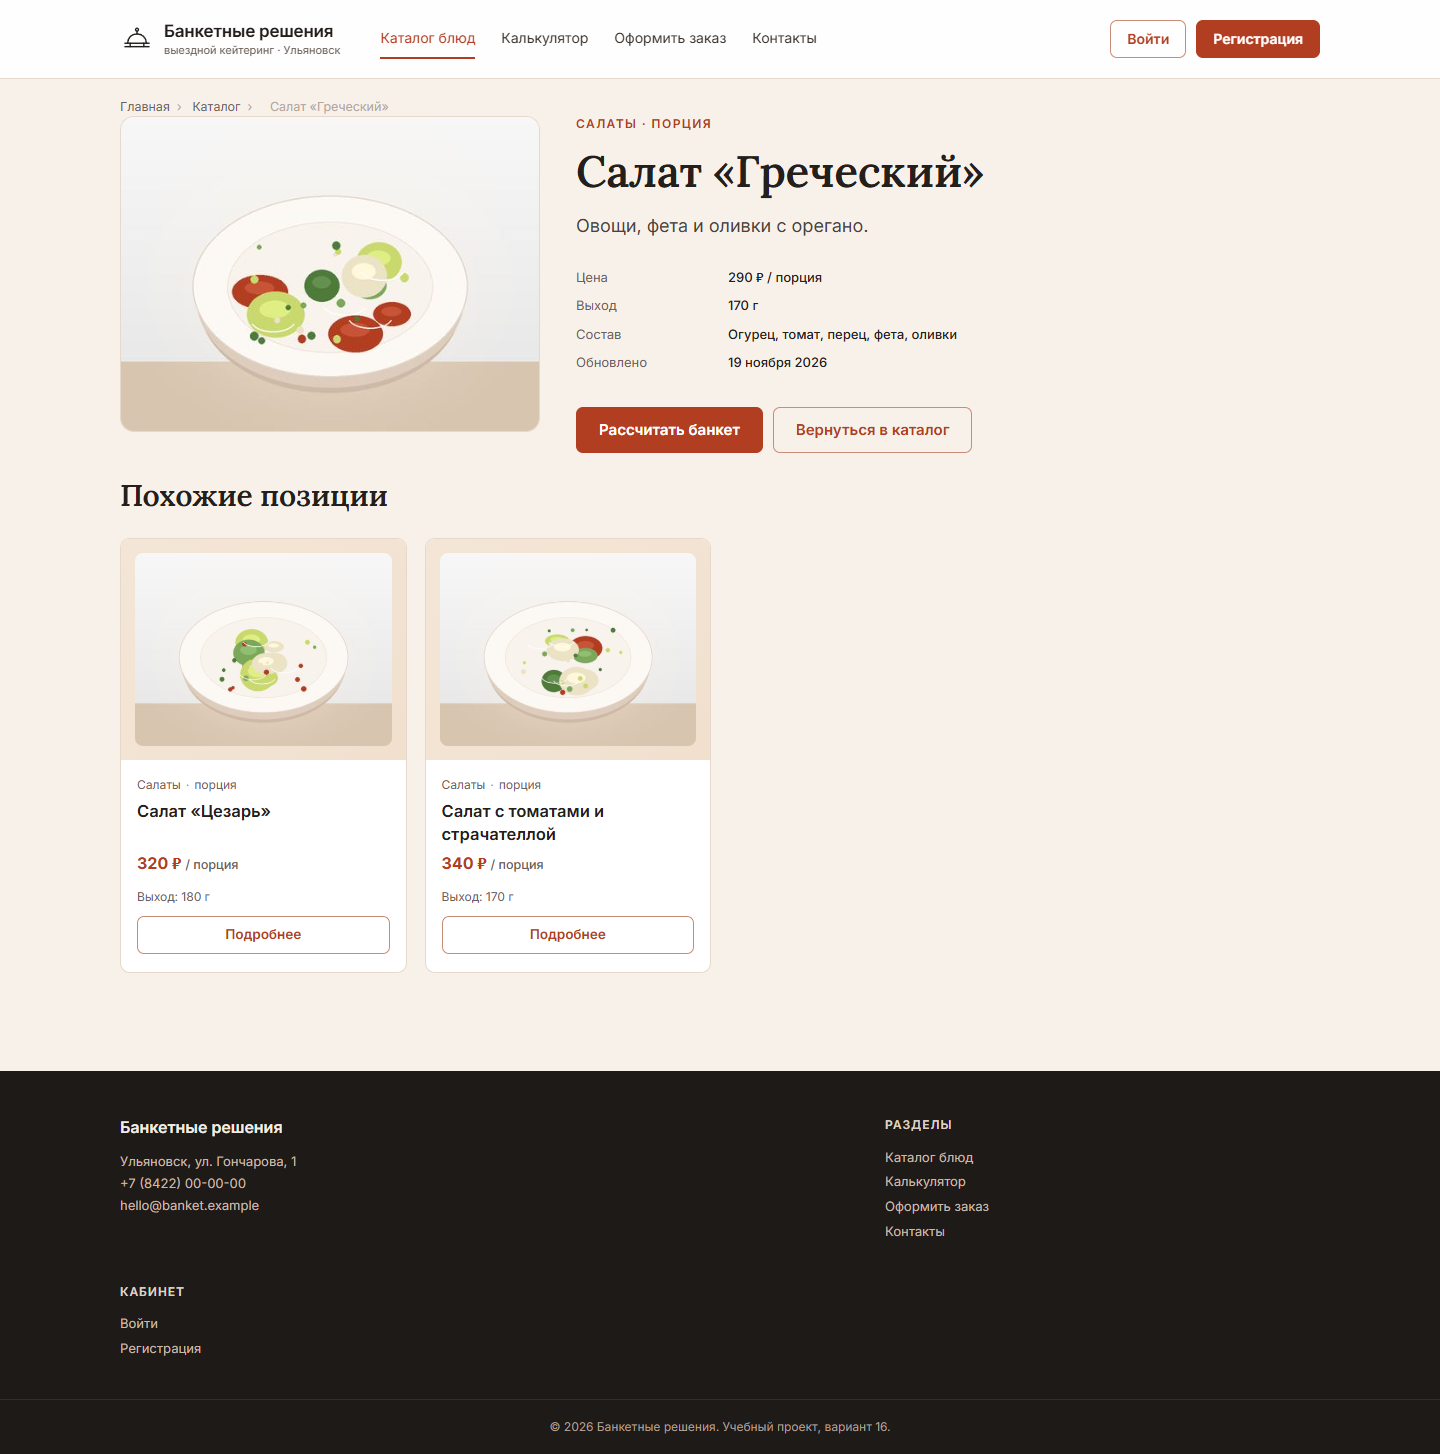 Банкетные решения
выездной кейтеринг · Ульяновск
Каталог блюд
Калькулятор
Оформить заказ
Контакты
Войти
Регистрация
Главная › Каталог › Салат «Греческий»
САЛАТЫ · ПОРЦИЯ
Салат «Греческий»
Овощи, фета и оливки с орегано.
Цена 290 ₽ / порция
Выход 170 г
Состав Огурец, томат, перец, фета, оливки
Обновлено 19 ноября 2026
Рассчитать банкет
Вернуться в каталог
Похожие позиции
Салаты · порция
Салат «Цезарь»
320 ₽ / порция
Выход: 180 г
Подробнее
Салаты · порция
Салат с томатами и
страчателлой
340 ₽ / порция
Выход: 170 г
Подробнее
Банкетные решения
Ульяновск, ул. Гончарова, 1
+7 (8422) 00-00-00
hello@banket.example
РАЗДЕЛЫ
Каталог блюд
Калькулятор
Оформить заказ
Контакты
КАБИНЕТ
Войти
Регистрация
© 2026 Банкетные решения. Учебный проект, вариант 16.